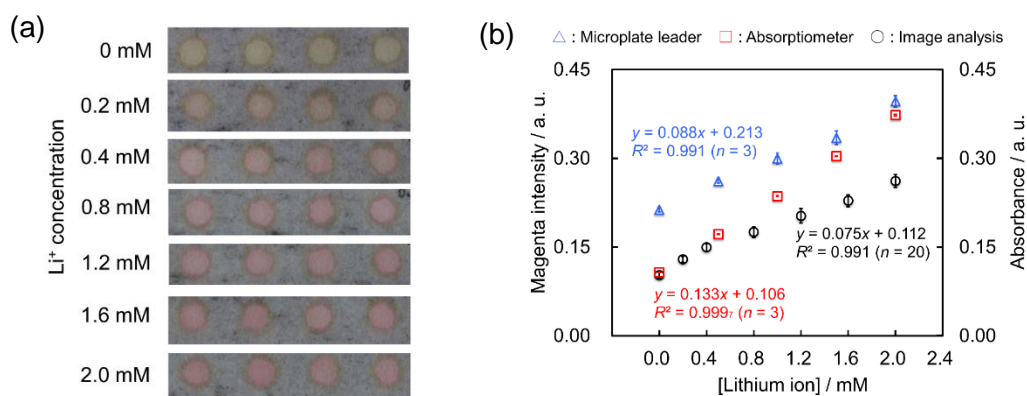 (a)
Li⁺ concentration
0 mM
0.2 mM
0.4 mM
0.8 mM
1.2 mM
1.6 mM
2.0 mM
(b)
△ : Microplate leader □ : Absorptiometer ○ : Image analysis
Magenta intensity / a. u.
0.45
0.30
0.15
0.00
y = 0.088x + 0.213
R² = 0.991 (n = 3)
y = 0.075x + 0.112
R² = 0.991 (n = 20)
y = 0.133x + 0.106
R² = 0.999₇ (n = 3)
0.45
0.30
0.15
0.00
Absorbance / a. u.
0.0 0.4 0.8 1.2 1.6 2.0 2.4
[Lithium ion] / mM